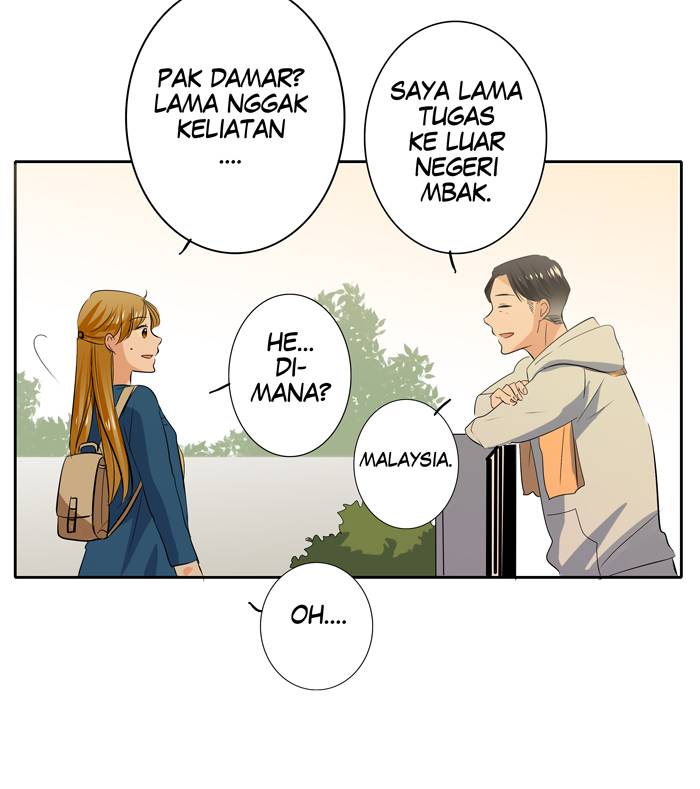 PAK DAMAR?
LAMA NGGAK
KELIATAN
....
SAYA LAMA
TUGAS
KE LUAR
NEGERI
MBAK.
HE...
DI-
MANA?
MALAYSIA.
OH....